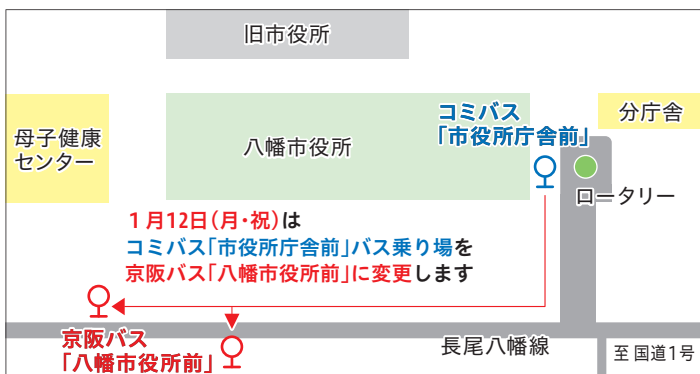 旧市役所
母子健康
センター
八幡市役所
コミバス
「市役所庁舎前」
分庁舎
ロータリー
1月12日(月・祝)は
コミバス「市役所庁舎前」バス乗り場を
京阪バス「八幡市役所前」に変更します
京阪バス
「八幡市役所前」
長尾八幡線
至 国道1号